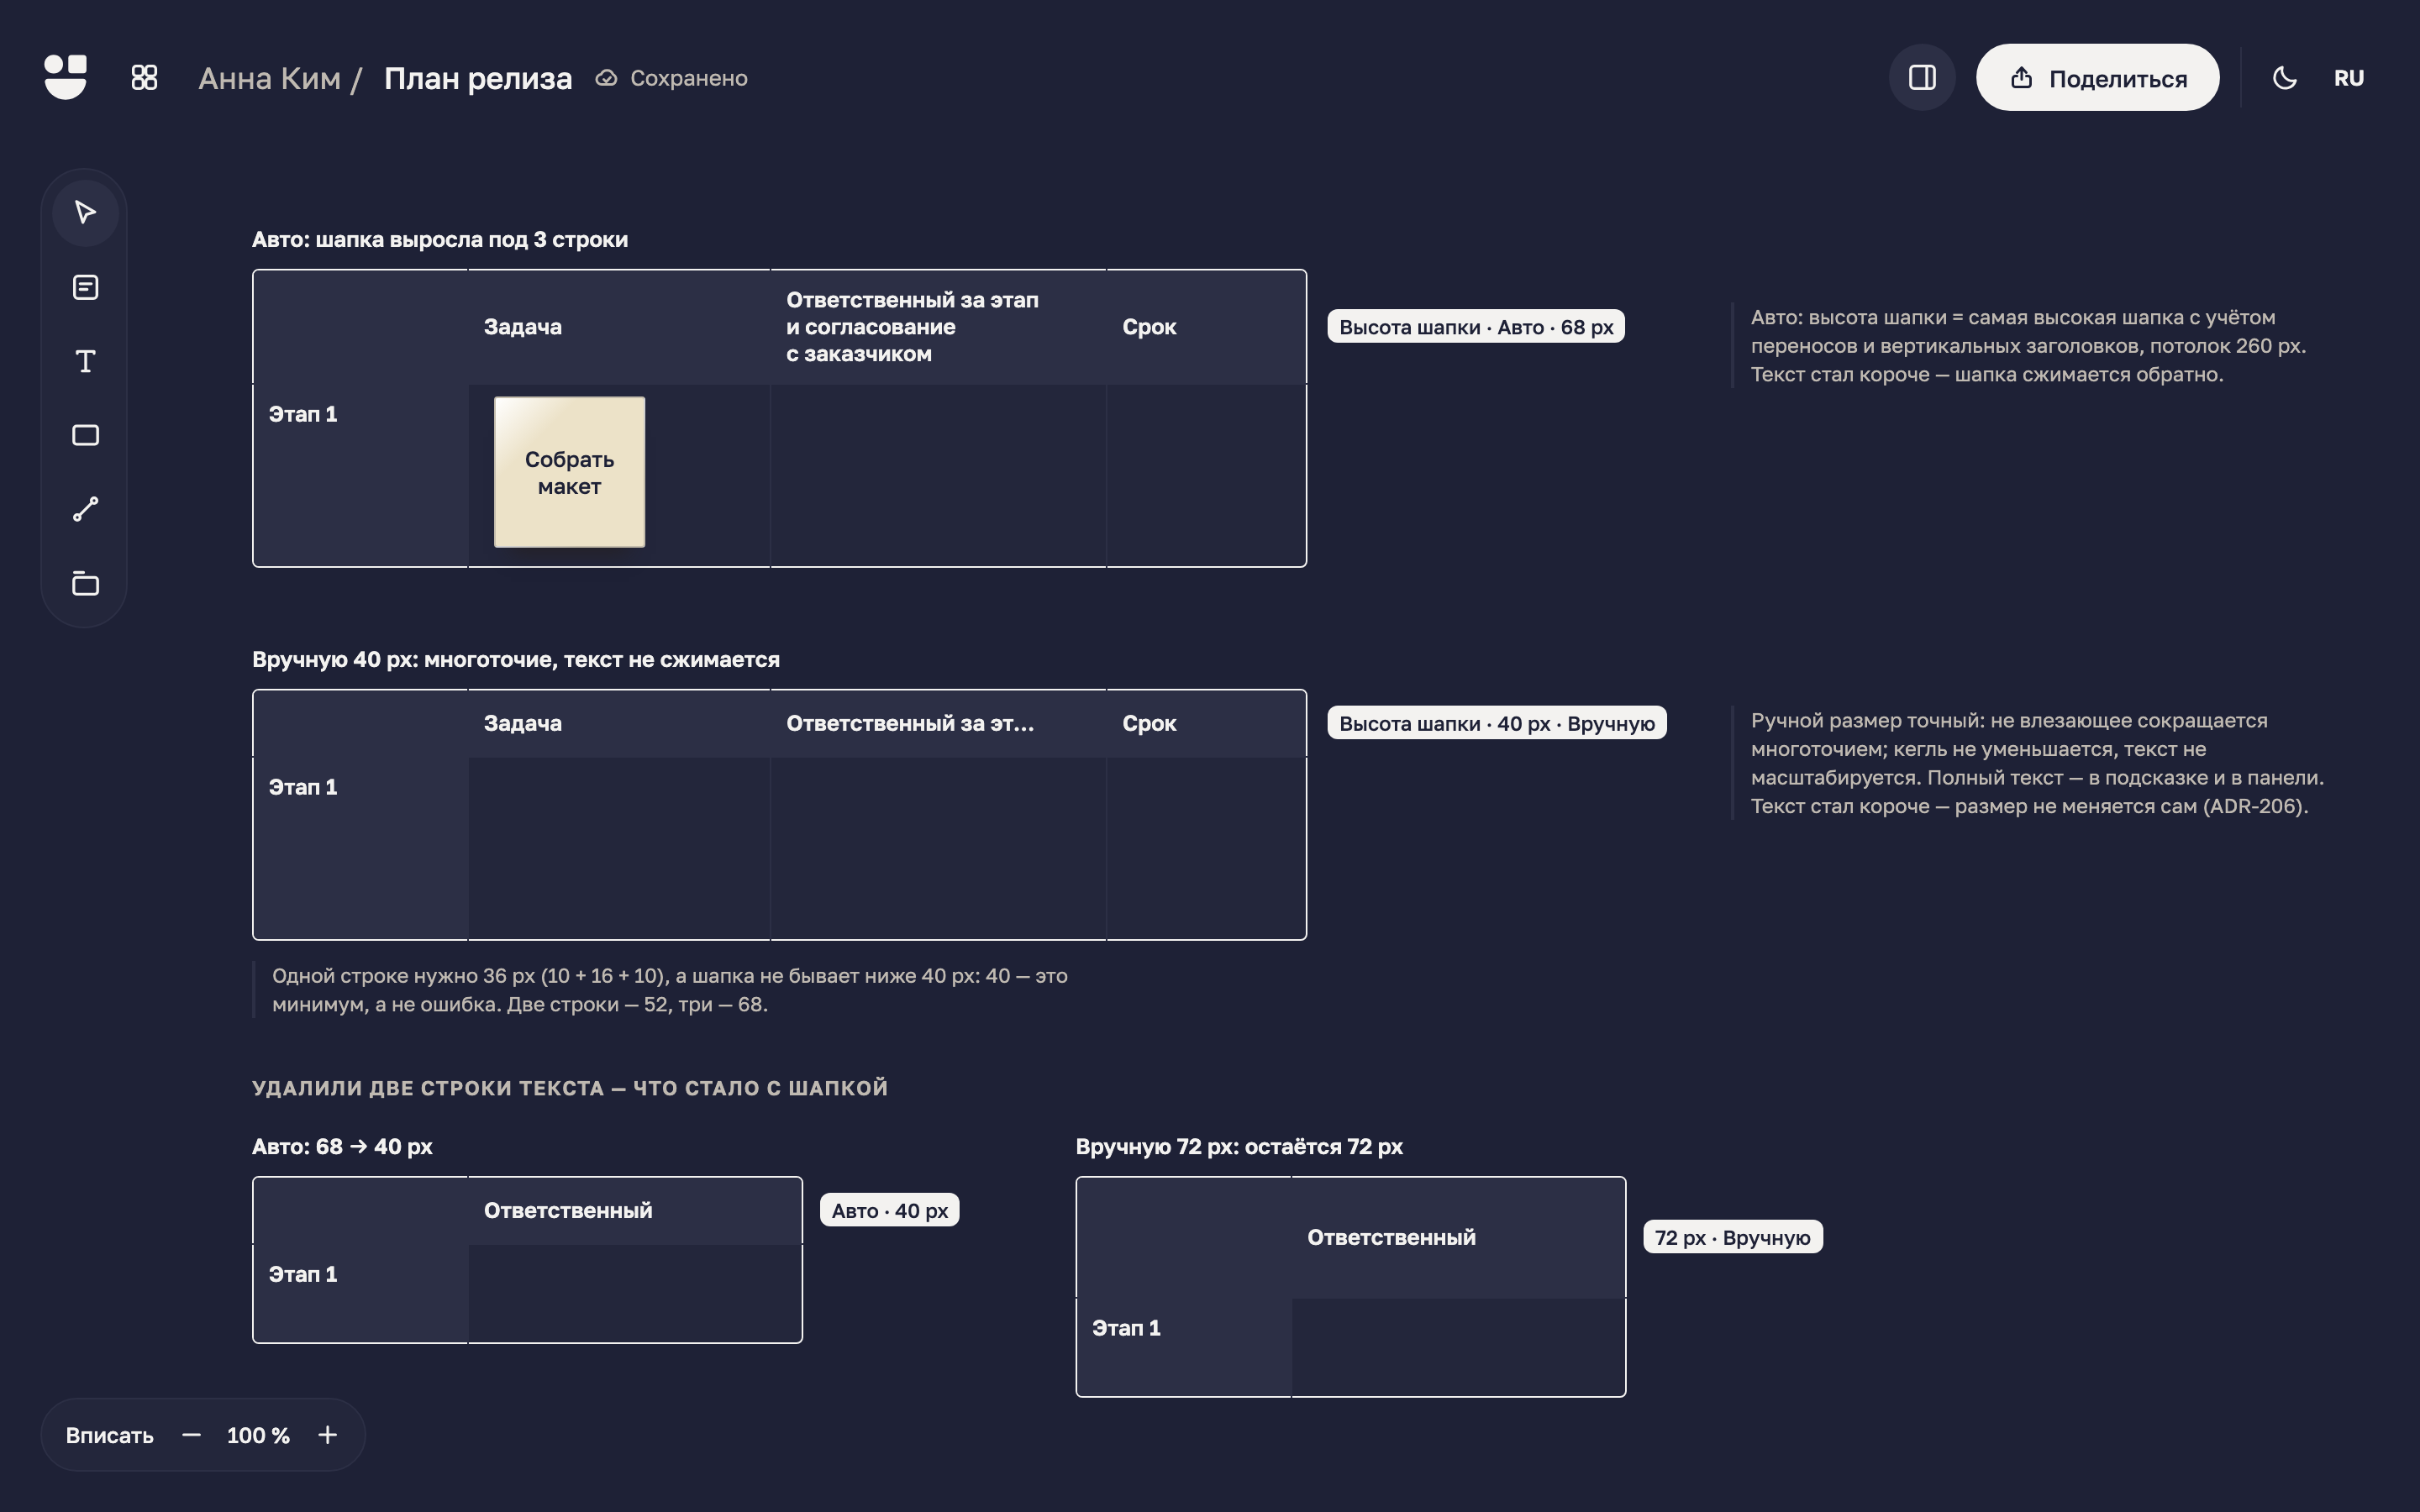 Анна Ким / План релиза Сохранено
Поделиться
RU
Авто: шапка выросла под 3 строки
Задача
Ответственный за этап
и согласование
с заказчиком
Срок
Этап 1
Собрать
макет
Высота шапки · Авто · 68 px
Авто: высота шапки = самая высокая шапка с учётом
переносов и вертикальных заголовков, потолок 260 px.
Текст стал короче — шапка сжимается обратно.
Вручную 40 px: многоточие, текст не сжимается
Задача
Ответственный за эт...
Срок
Этап 1
Высота шапки · 40 px · Вручную
Ручной размер точный: не влезающее сокращается
многоточием; кегль не уменьшается, текст не
масштабируется. Полный текст — в подсказке и в панели.
Текст стал короче — размер не меняется сам (ADR-206).
Одной строке нужно 36 px (10 + 16 + 10), а шапка не бывает ниже 40 px: 40 — это
минимум, а не ошибка. Две строки — 52, три — 68.
УДАЛИЛИ ДВЕ СТРОКИ ТЕКСТА — ЧТО СТАЛО С ШАПКОЙ
Авто: 68 → 40 px
Ответственный
Этап 1
Авто · 40 px
Вручную 72 px: остаётся 72 px
Ответственный
Этап 1
72 px · Вручную
Вписать — 100 % +